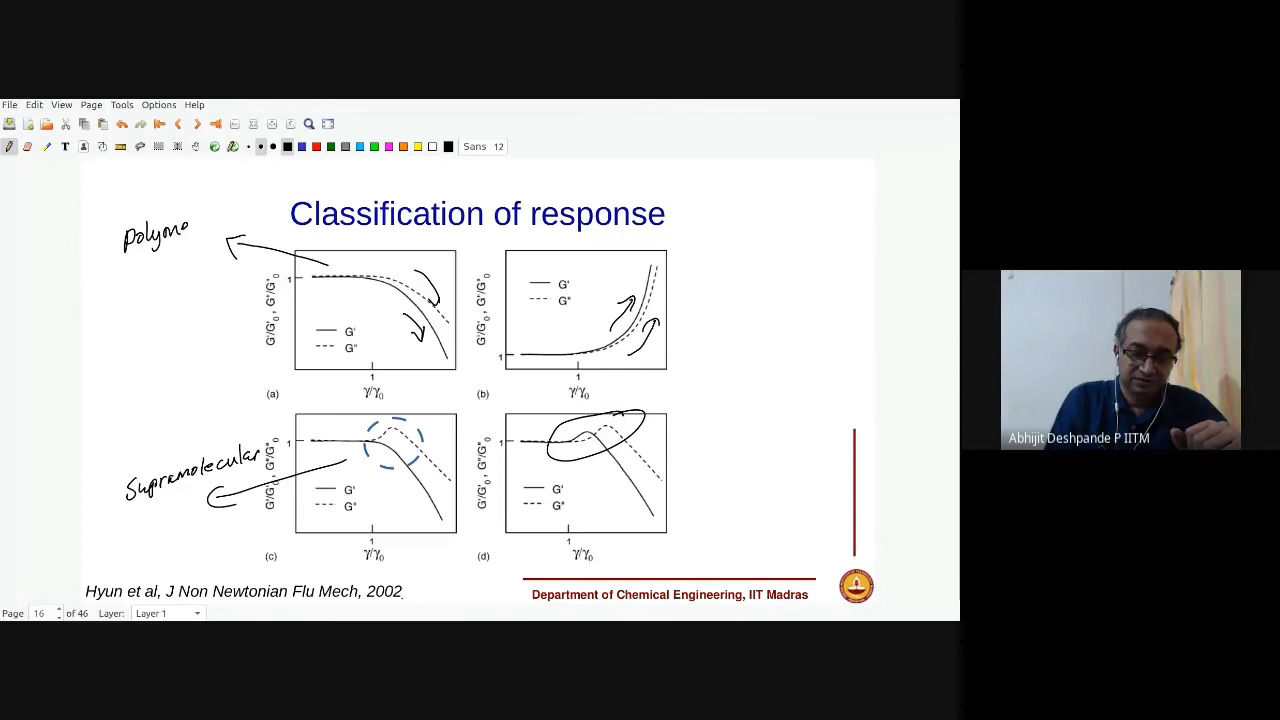 File Edit View Page Tools Options Help
Sans 12
Classification of response
polyme
1
G'/G'₀ , G''/G''₀
G'
G''
1
(a)
γ/γ₀
G'/G'₀ , G''/G''₀
G'
G''
1
1
(b)
γ/γ₀
Supramolecular
1
G'/G'₀ , G''/G''₀
G'
G''
1
(c)
γ/γ₀
1
G'/G'₀ , G''/G''₀
G'
G''
1
(d)
γ/γ₀
Hyun et al, J Non Newtonian Flu Mech, 2002
Department of Chemical Engineering, IIT Madras
Page 16 of 46 Layer: Layer 1
Abhijit Deshpande P IITM